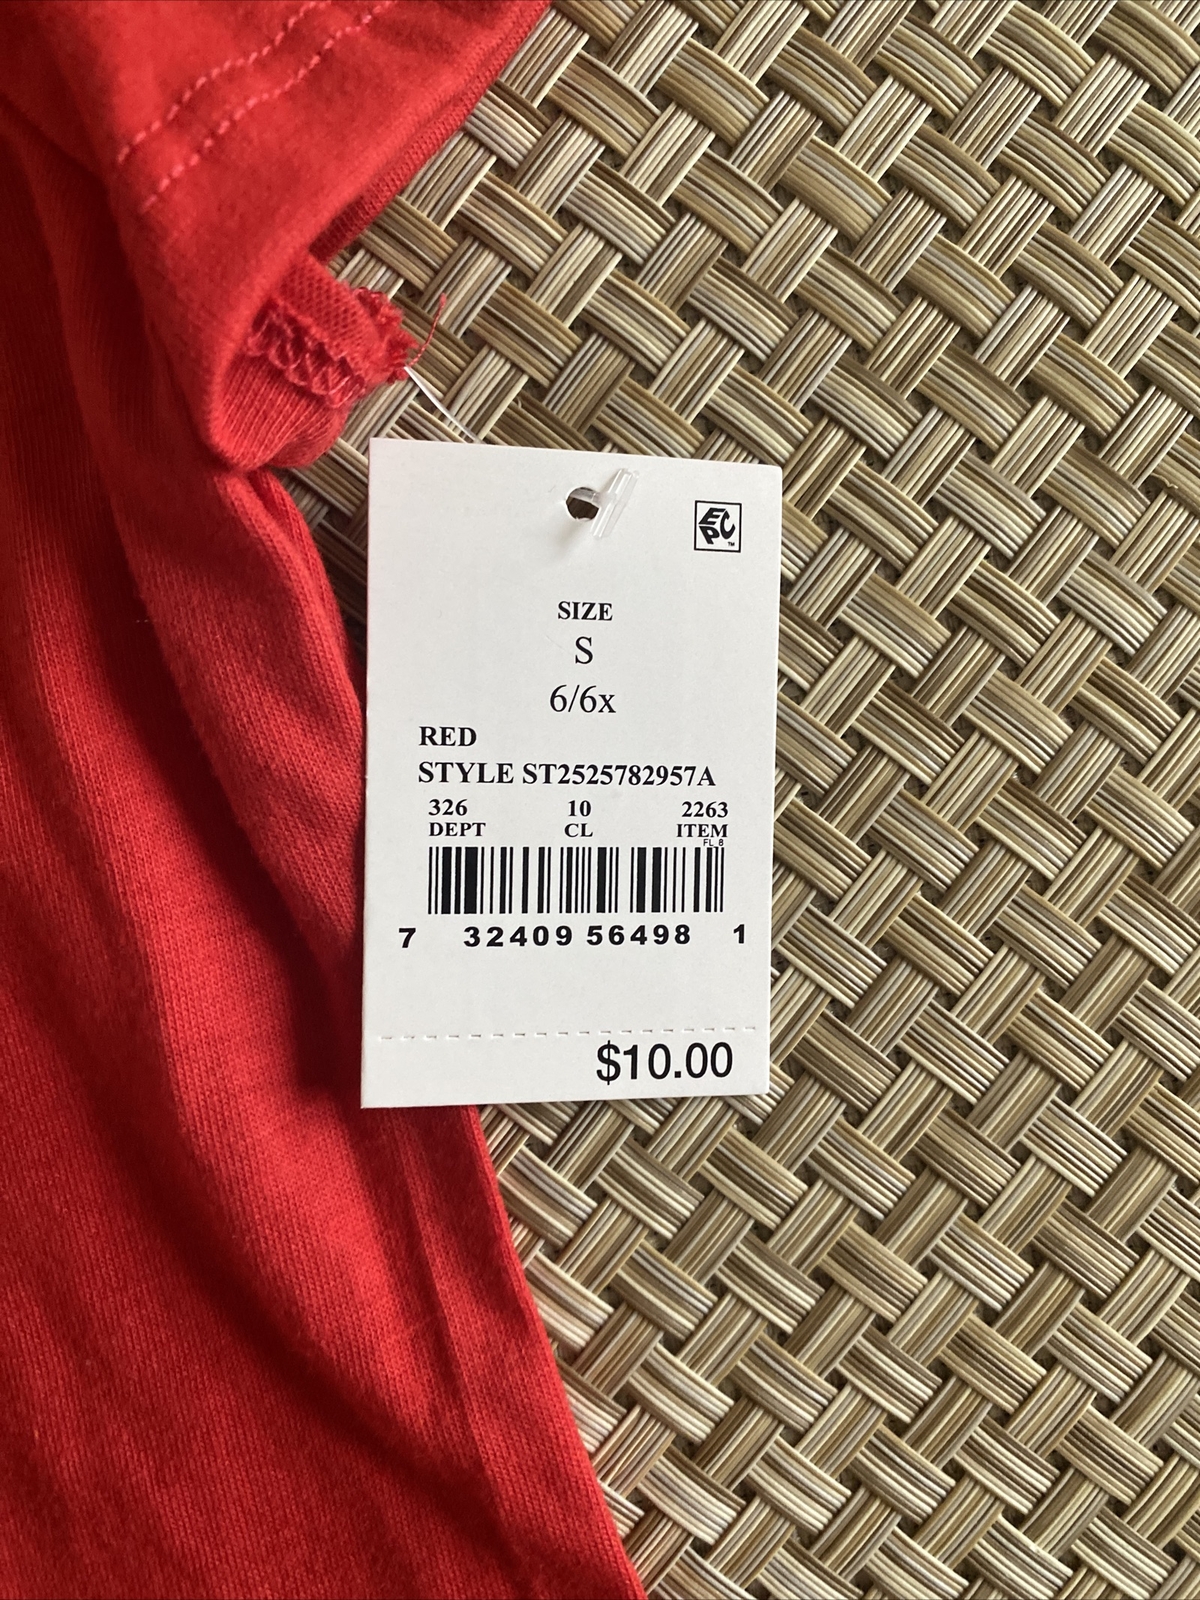 EPC™
SIZE
S
6/6x
RED
STYLE ST2525782957A
326 10 2263
DEPT CL ITEM
FL 8
7 32409 56498 1
$10.00